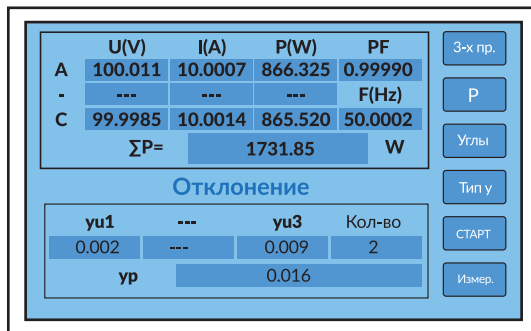 U(V) I(A) P(W) PF
A 100.011 10.0007 866.325 0.99990
- --- --- --- F(Hz)
C 99.9985 10.0014 865.520 50.0002
∑P= 1731.85 W
Отклонение
yu1 --- yu3 Кол-во
0.002 --- 0.009 2
yp 0.016
3-х пр.
P
Углы
Тип у
СТАРТ
Измер.